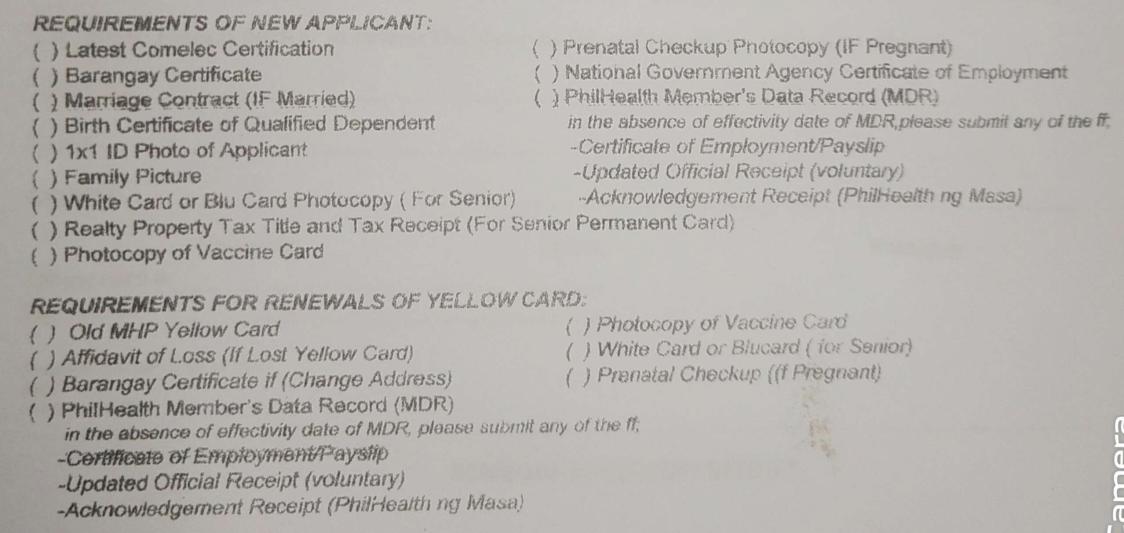 REQUIREMENTS OF NEW APPLICANT:
( ) Latest Comelec Certification
( ) Barangay Certificate
( ) Marriage Contract (IF Married)
( ) Birth Certificate of Qualified Dependent
( ) 1x1 ID Photo of Applicant
( ) Family Picture
( ) White Card or Blu Card Photocopy ( For Senior)
( ) Realty Property Tax Title and Tax Receipt (For Senior Permanent Card)
( ) Photocopy of Vaccine Card
( ) Prenatal Checkup Photocopy (IF Pregnant)
( ) National Government Agency Certificate of Employment
( ) PhilHealth Member's Data Record (MDR)
in the absence of effectivity date of MDR,please submit any of the ff;
-Certificate of Employment/Payslip
-Updated Official Receipt (voluntary)
-Acknowledgement Receipt (PhilHealth ng Masa)
REQUIREMENTS FOR RENEWALS OF YELLOW CARD:
( ) Old MHP Yellow Card
( ) Affidavit of Loss (If Lost Yellow Card)
( ) Barangay Certificate if (Change Address)
( ) PhilHealth Member's Data Record (MDR)
in the absence of effectivity date of MDR, please submit any of the ff;
-Certificate of Employment/Payslip
-Updated Official Receipt (voluntary)
-Acknowledgement Receipt (PhilHealth ng Masa)
( ) Photocopy of Vaccine Card
( ) White Card or Blucard ( for Senior)
( ) Prenatal Checkup ((f Pregnant)